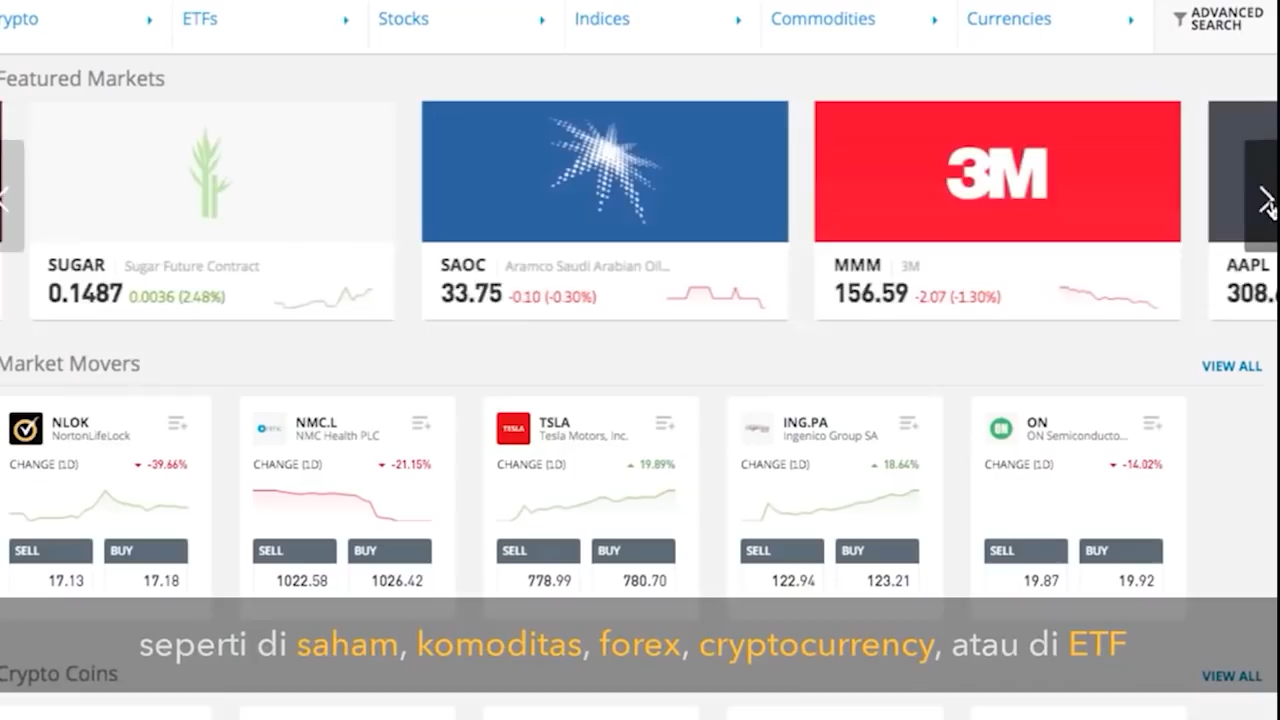 rypto ETFs Stocks Indices Commodities Currencies ADVANCED SEARCH
Featured Markets
3M
SUGAR Sugar Future Contract
0.1487 0.0036 (2.48%)
SAOC Aramco Saudi Arabian Oil...
33.75 -0.10 (-0.30%)
MMM 3M
156.59 -2.07 (-1.30%)
AAPL
308.
Market Movers VIEW ALL
NLOK
NortonLifeLock
CHANGE (1D) -39.66%
SELL BUY
17.13 17.18
NMC.L
NMC Health PLC
CHANGE (1D) -21.15%
SELL BUY
1022.58 1026.42
TESLA
TSLA
Tesla Motors, Inc.
CHANGE (1D) 19.89%
SELL BUY
778.99 780.70
ING.PA
Ingenico Group SA
CHANGE (1D) 18.64%
SELL BUY
122.94 123.21
ON
ON
ON Semiconducto...
CHANGE (1D) -14.02%
SELL BUY
19.87 19.92
seperti di saham, komoditas, forex, cryptocurrency, atau di ETF
Crypto Coins VIEW ALL